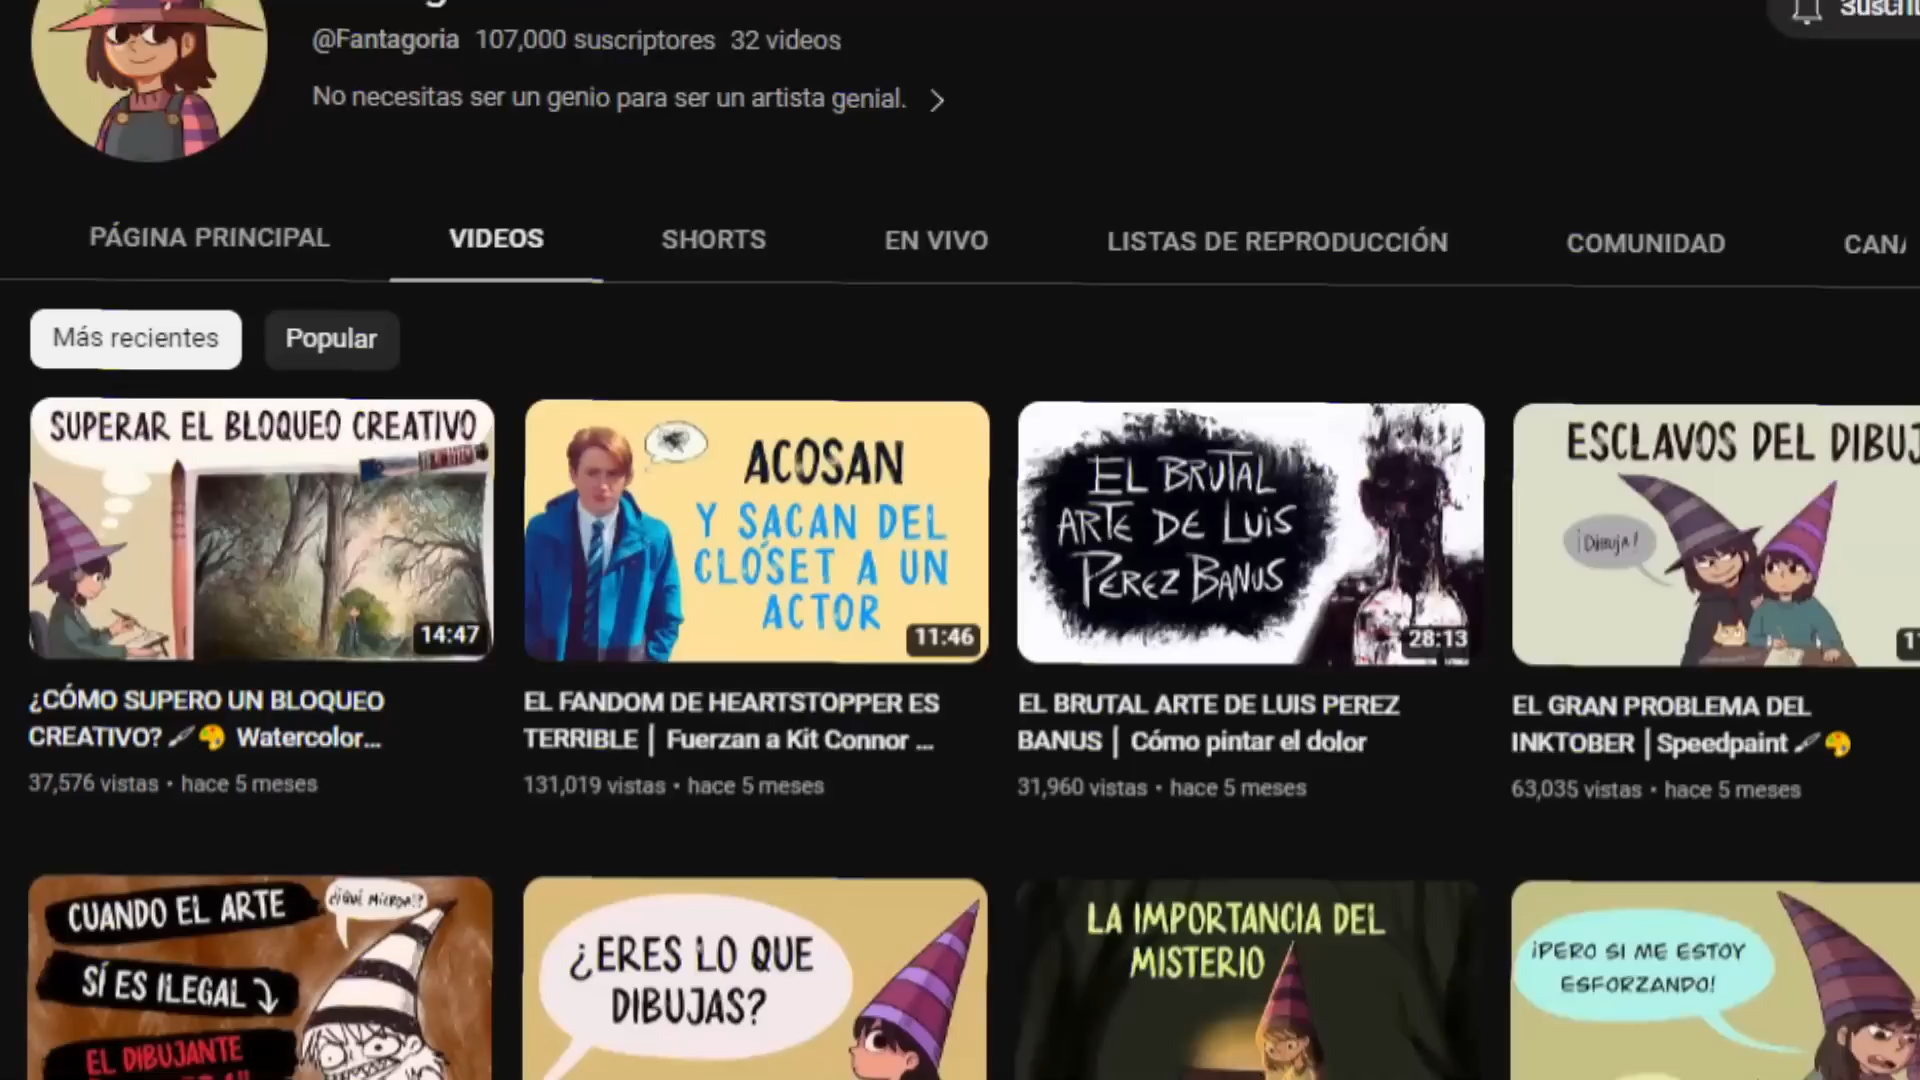 @Fantagoria 107,000 suscriptores 32 videos
No necesitas ser un genio para ser un artista genial.
PÁGINA PRINCIPAL VIDEOS SHORTS EN VIVO LISTAS DE REPRODUCCIÓN COMUNIDAD
Más recientes Popular
SUPERAR EL BLOQUEO CREATIVO
14:47
ACOSAN
Y SACAN DEL
CLÓSET A UN
ACTOR
11:46
EL BRUTAL
ARTE DE LUIS
PEREZ BANUS
28:13
ESCLAVOS DEL
¡Dibuja!
¿CÓMO SUPERO UN BLOQUEO
CREATIVO? 🖌🎨 Watercolor...
37,576 vistas • hace 5 meses
EL FANDOM DE HEARTSTOPPER ES
TERRIBLE | Fuerzan a Kit Connor ...
131,019 vistas • hace 5 meses
EL BRUTAL ARTE DE LUIS PEREZ
BANUS | Cómo pintar el dolor
31,960 vistas • hace 5 meses
EL GRAN PROBLEMA DEL
INKTOBER | Speedpaint 🖌🎨
63,035 vistas • hace 5 meses
CUANDO EL ARTE
SÍ ES ILEGAL
EL DIBUJANTE
¿ERES LO QUE
DIBUJAS?
LA IMPORTANCIA DEL
MISTERIO
¡PERO SI ME ESTOY
ESFORZANDO!